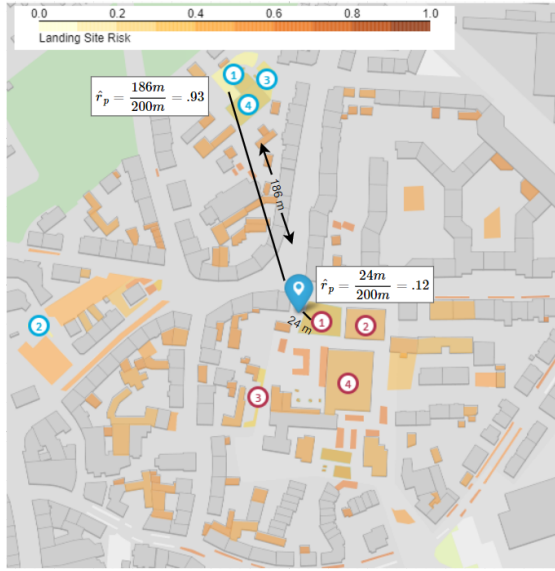 0.0 0.2 0.4 0.6 0.8 1.0
Landing Site Risk
1
3
r̂ₚ = 186m / 200m = .93
4
186 m
r̂ₚ = 24m / 200m = .12
24 m
1
2
2
4
3